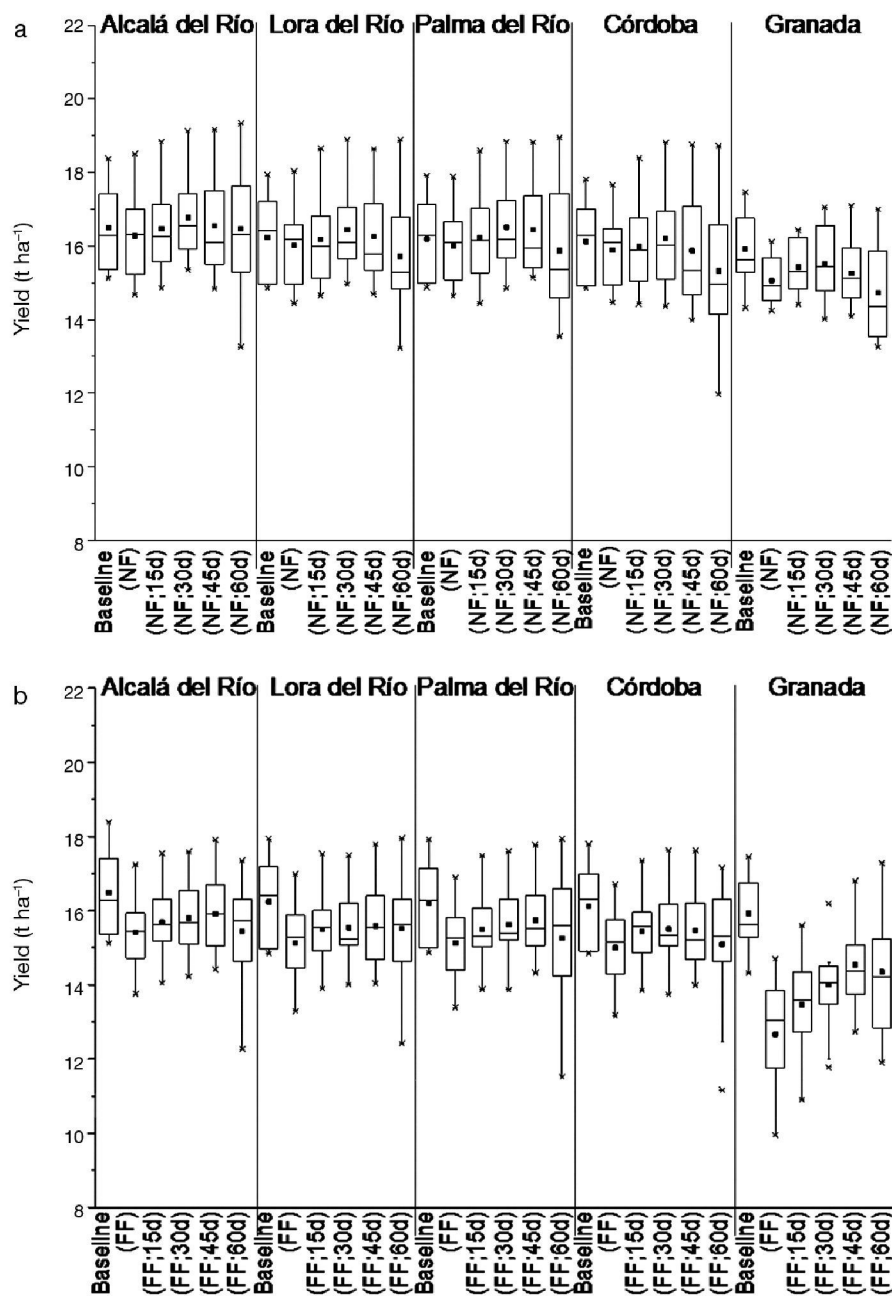 a
Alcalá del Río Lora del Río Palma del Río Córdoba Granada
22
20
18
16
14
12
10
8
Yield (t ha⁻¹)
Baseline
(NF)
(NF;15d)
(NF;30d)
(NF;45d)
(NF;60d)
Baseline
(NF)
(NF;15d)
(NF;30d)
(NF;45d)
(NF;60d)
Baseline
(NF)
(NF;15d)
(NF;30d)
(NF;45d)
(NF;60d)
Baseline
(NF)
(NF;15d)
(NF;30d)
(NF;45d)
(NF;60d)
Baseline
(NF)
(NF;15d)
(NF;30d)
(NF;45d)
(NF;60d)
b
Alcalá del Río Lora del Río Palma del Río Córdoba Granada
22
20
18
16
14
12
10
8
Yield (t ha⁻¹)
Baseline
(FF)
(FF;15d)
(FF;30d)
(FF;45d)
(FF;60d)
Baseline
(FF)
(FF;15d)
(FF;30d)
(FF;45d)
(FF;60d)
Baseline
(FF)
(FF;15d)
(FF;30d)
(FF;45d)
(FF;60d)
Baseline
(FF)
(FF;15d)
(FF;30d)
(FF;45d)
(FF;60d)
Baseline
(FF)
(FF;15d)
(FF;30d)
(FF;45d)
(FF;60d)